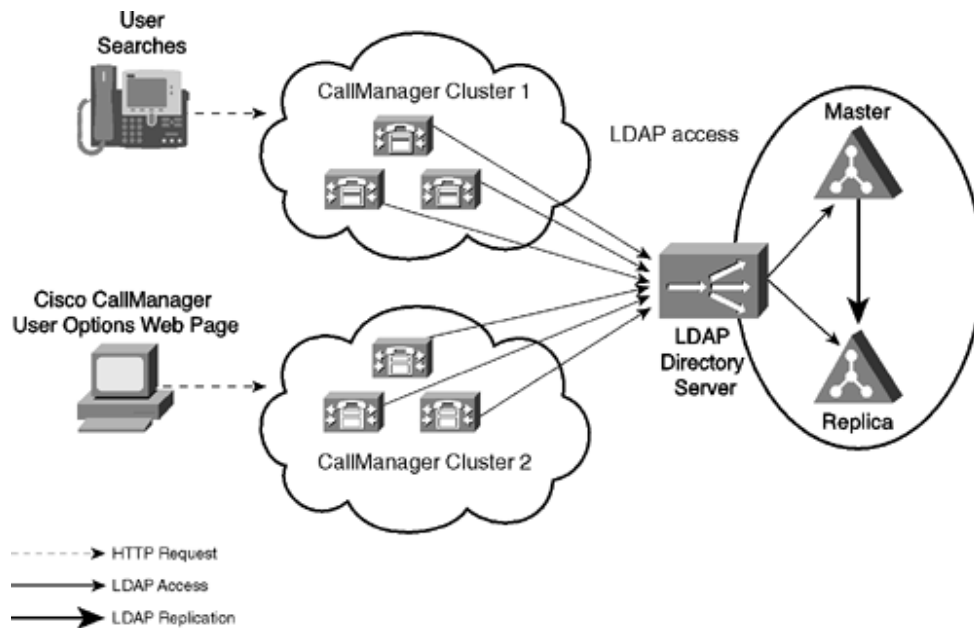 User
Searches
CallManager Cluster 1
LDAP access
Master
Cisco CallManager
User Options Web Page
LDAP
Directory
Server
Replica
CallManager Cluster 2
HTTP Request
LDAP Access
LDAP Replication